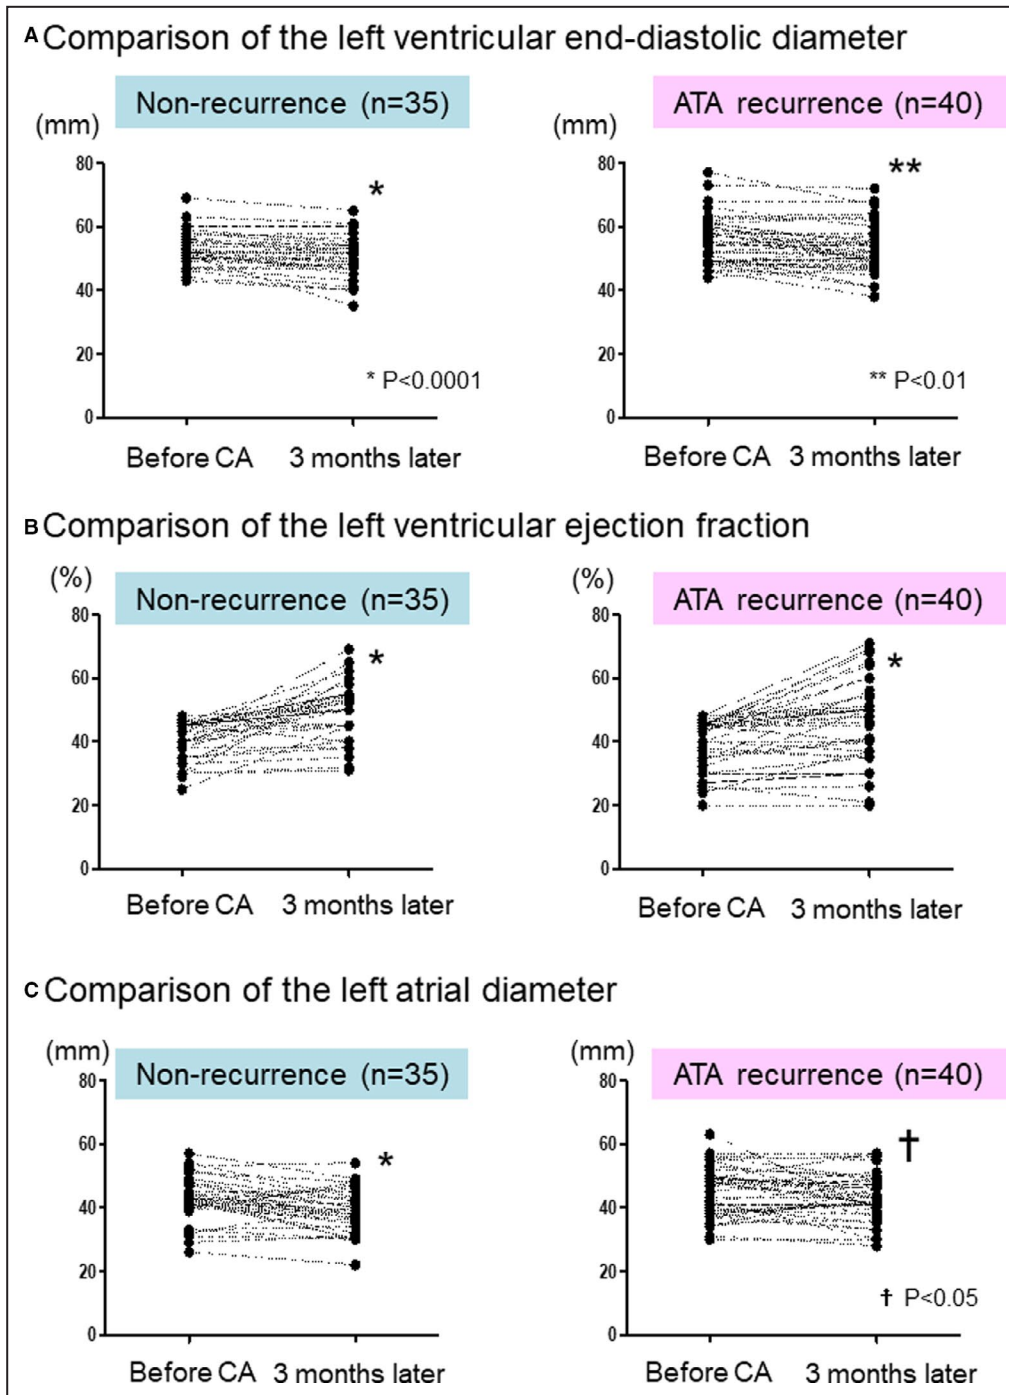 A Comparison of the left ventricular end-diastolic diameter
Non-recurrence (n=35)
(mm)
80
*
60
40
20
* P<0.0001
0
Before CA 3 months later
ATA recurrence (n=40)
(mm)
80
**
60
40
20
** P<0.01
0
Before CA 3 months later
B Comparison of the left ventricular ejection fraction
(%)
Non-recurrence (n=35)
80
*
60
40
20
0
Before CA 3 months later
(%)
ATA recurrence (n=40)
80
*
60
40
20
0
Before CA 3 months later
C Comparison of the left atrial diameter
(mm)
Non-recurrence (n=35)
80
*
60
40
20
0
Before CA 3 months later
(mm)
ATA recurrence (n=40)
80
†
60
40
20
† P<0.05
0
Before CA 3 months later